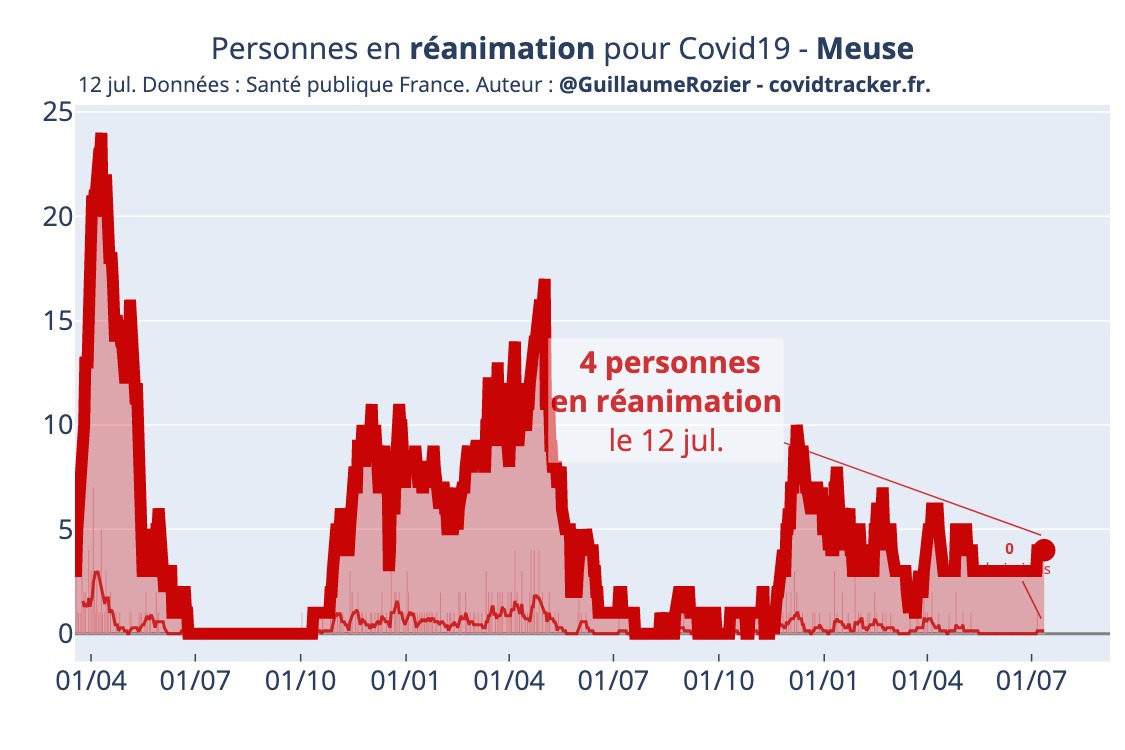 Personnes en réanimation pour Covid19 - Meuse
12 jul. Données : Santé publique France. Auteur : @GuillaumeRozier - covidtracker.fr.
25
20
15
10
5
0
4 personnes
en réanimation
le 12 jul.
0
s
01/04 01/07 01/10 01/01 01/04 01/07 01/10 01/01 01/04 01/07